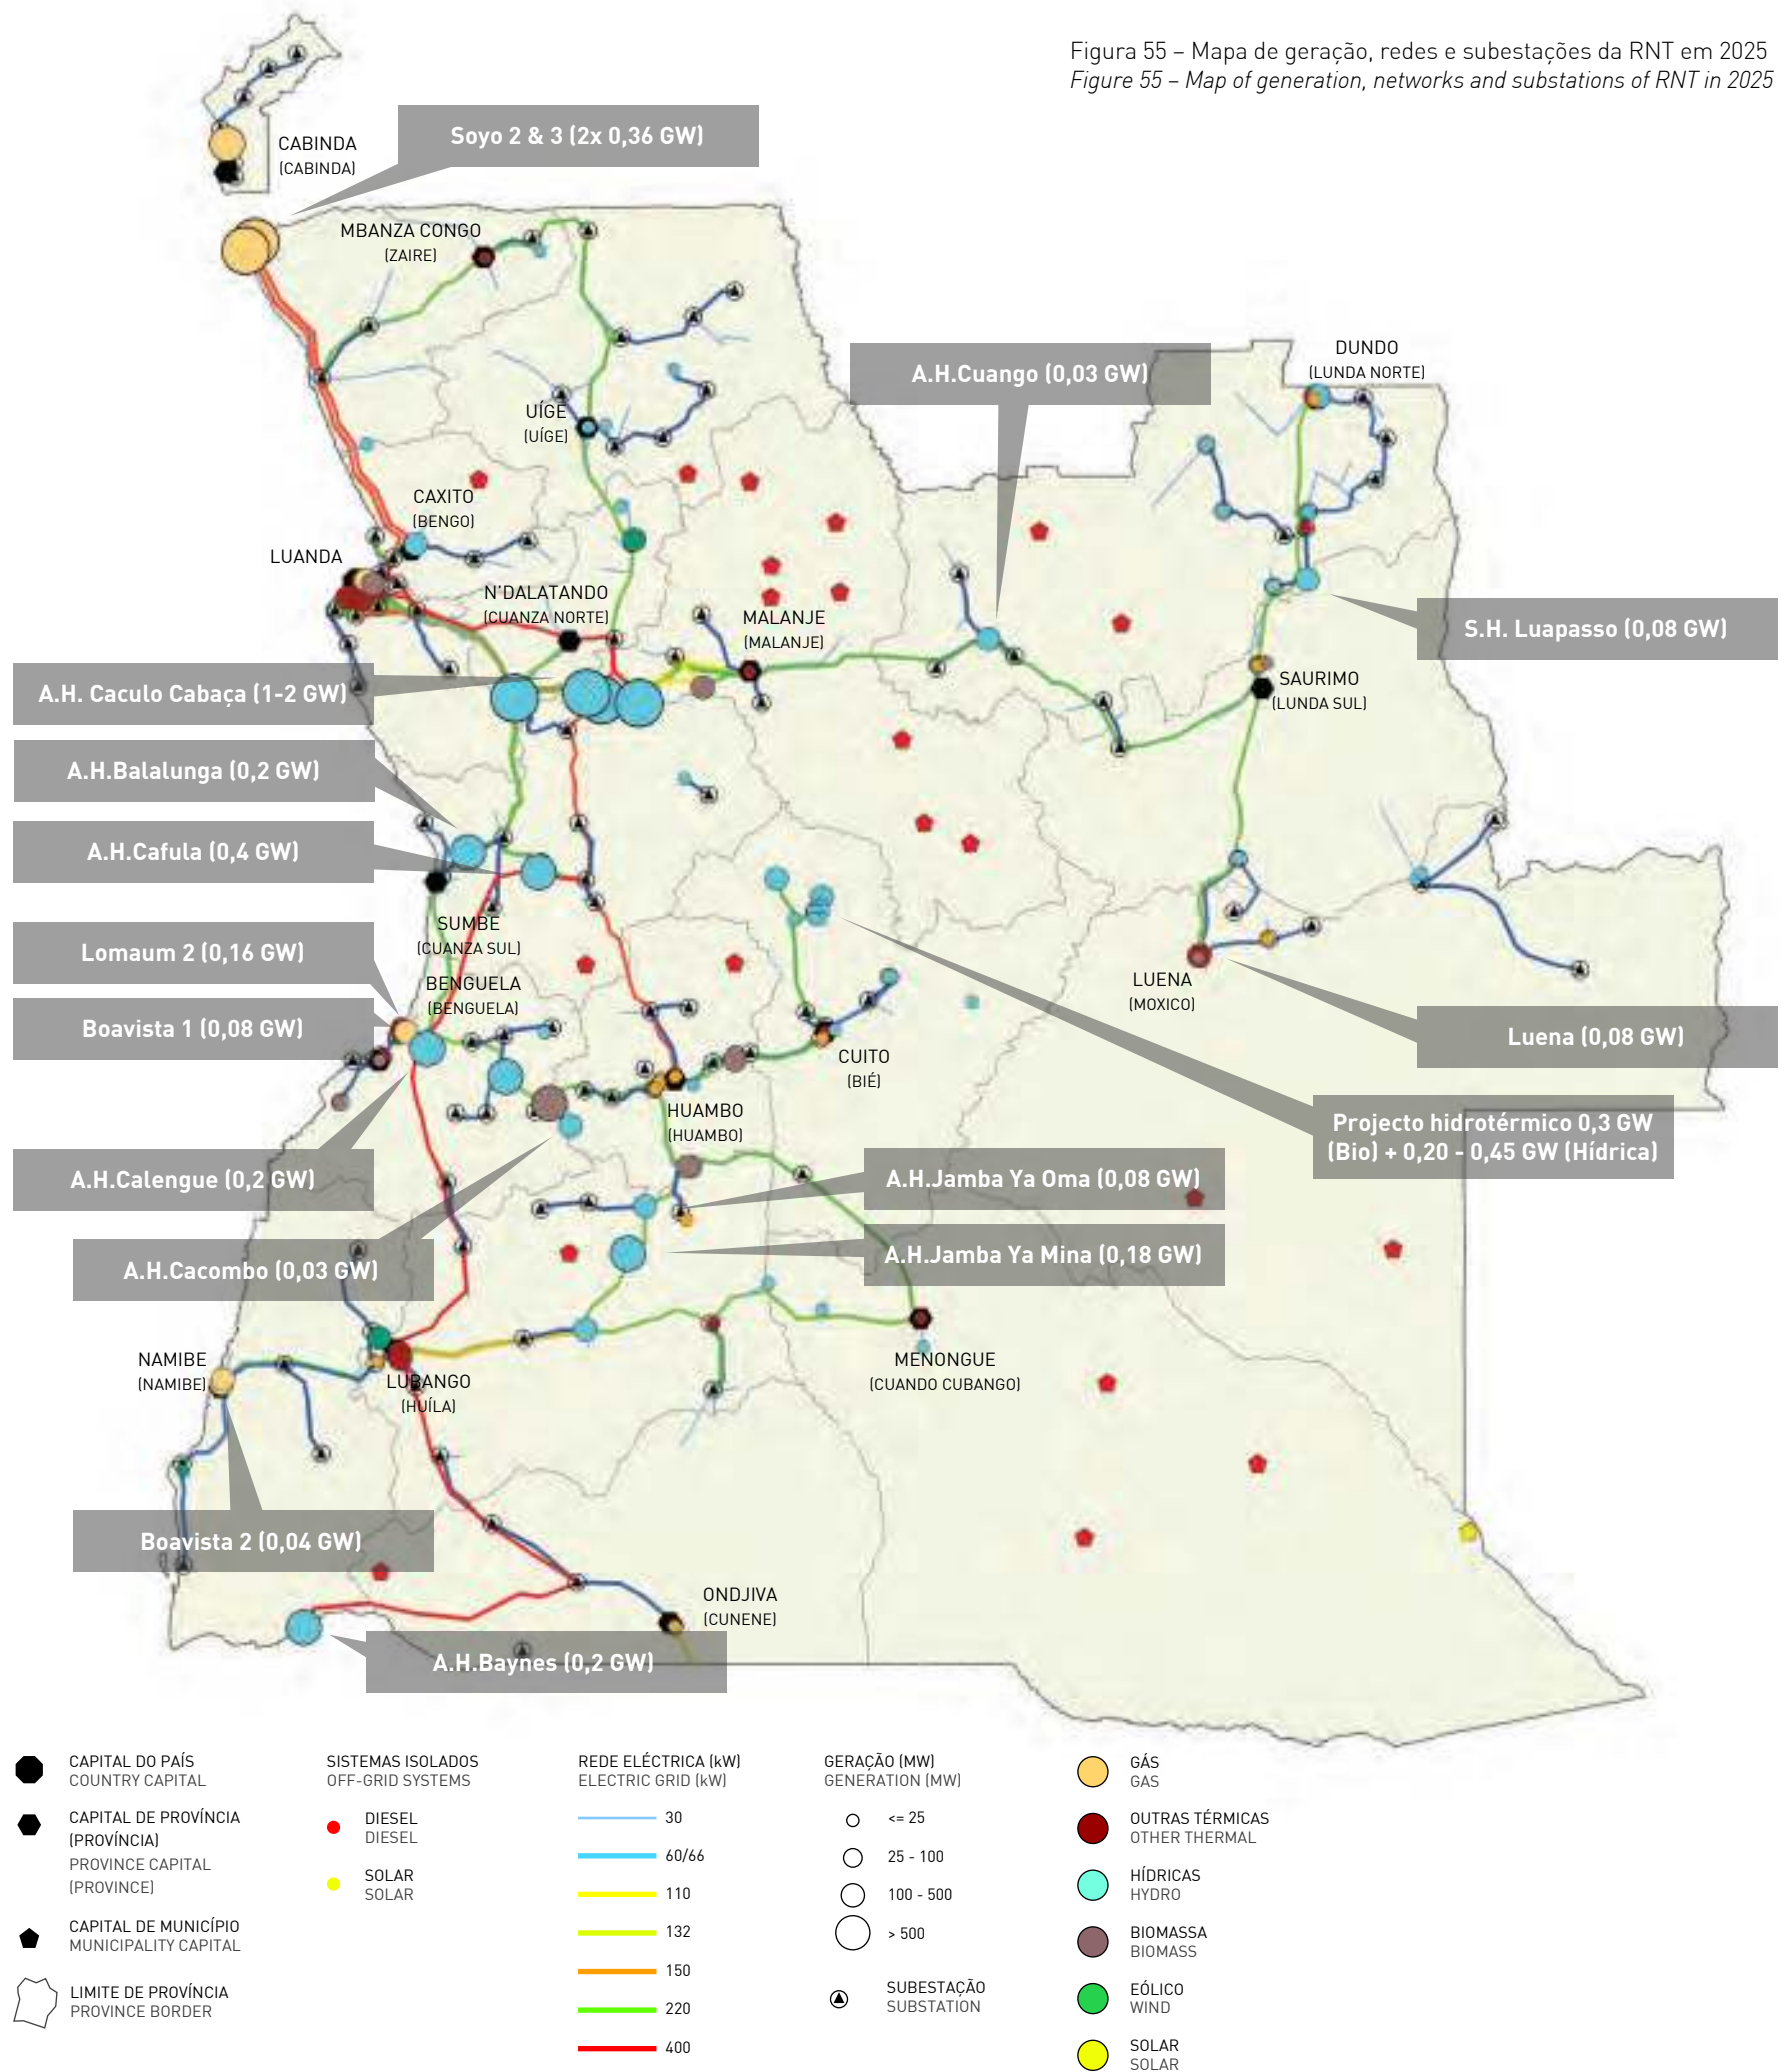 Figura 55 – Mapa de geração, redes e subestações da RNT em 2025
Figure 55 – Map of generation, networks and substations of RNT in 2025
CABINDA
(CABINDA)
Soyo 2 & 3 (2x 0,36 GW)
MBANZA CONGO
(ZAIRE)
A.H.Cuango (0,03 GW)
DUNDO
(LUNDA NORTE)
UÍGE
(UÍGE)
CAXITO
(BENGO)
LUANDA
N'DALATANDO
(CUANZA NORTE)
MALANJE
(MALANJE)
S.H. Luapasso (0,08 GW)
SAURIMO
(LUNDA SUL)
A.H. Caculo Cabaça (1-2 GW)
A.H.Balalunga (0,2 GW)
A.H.Cafula (0,4 GW)
SUMBE
(CUANZA SUL)
Lomaum 2 (0,16 GW)
BENGUELA
(BENGUELA)
LUENA
(MOXICO)
Boavista 1 (0,08 GW)
Luena (0,08 GW)
CUITO
(BIÉ)
HUAMBO
(HUAMBO)
Projecto hidrotérmico 0,3 GW
(Bio) + 0,20 - 0,45 GW (Hídrica)
A.H.Calengue (0,2 GW)
A.H.Jamba Ya Oma (0,08 GW)
A.H.Jamba Ya Mina (0,18 GW)
A.H.Cacombo (0,03 GW)
NAMIBE
(NAMIBE)
LUBANGO
(HUÍLA)
MENONGUE
(CUANDO CUBANGO)
Boavista 2 (0,04 GW)
ONDJIVA
(CUNENE)
A.H.Baynes (0,2 GW)
CAPITAL DO PAÍS
COUNTRY CAPITAL
CAPITAL DE PROVÍNCIA
(PROVÍNCIA)
PROVINCE CAPITAL
(PROVINCE)
CAPITAL DE MUNICÍPIO
MUNICIPALITY CAPITAL
LIMITE DE PROVÍNCIA
PROVINCE BORDER
SISTEMAS ISOLADOS
OFF-GRID SYSTEMS
DIESEL
DIESEL
SOLAR
SOLAR
REDE ELÉCTRICA (kW)
ELECTRIC GRID (kW)
30
60/66
110
132
150
220
400
GERAÇÃO (MW)
GENERATION (MW)
<= 25
25 - 100
100 - 500
> 500
SUBESTAÇÃO
SUBSTATION
GÁS
GAS
OUTRAS TÉRMICAS
OTHER THERMAL
HÍDRICAS
HYDRO
BIOMASSA
BIOMASS
EÓLICO
WIND
SOLAR
SOLAR